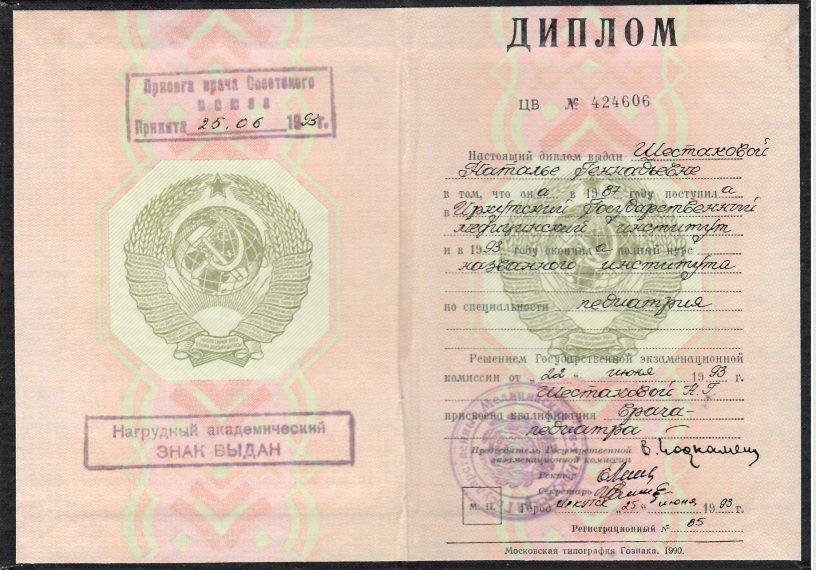 Присяга врача Советского
Союза
Принята 25.06 1993г.
Нагрудный академический
ЗНАК ВЫДАН
ДИПЛОМ
ЦВ № 424606
Настоящий диплом выдан Шестаковой
Наталье Геннадьевне
в том, что она в 1987 году поступила
в Иркутский Государственный
медицинский институт
и в 1993 году окончила полный курс
названного института
по специальности педиатрия
Решением Государственной экзаменационной
комиссии от „22" июня 1993 г.
Шестаковой Н.Г.
присвоена квалификация врача-
педиатра
Председатель Государственной
экзаменационной комиссии
Ректор
Секретарь
М. П. Город Иркутск „25" июня 1993 г.
Регистрационный № 85
Московская типография Гознака. 1990.